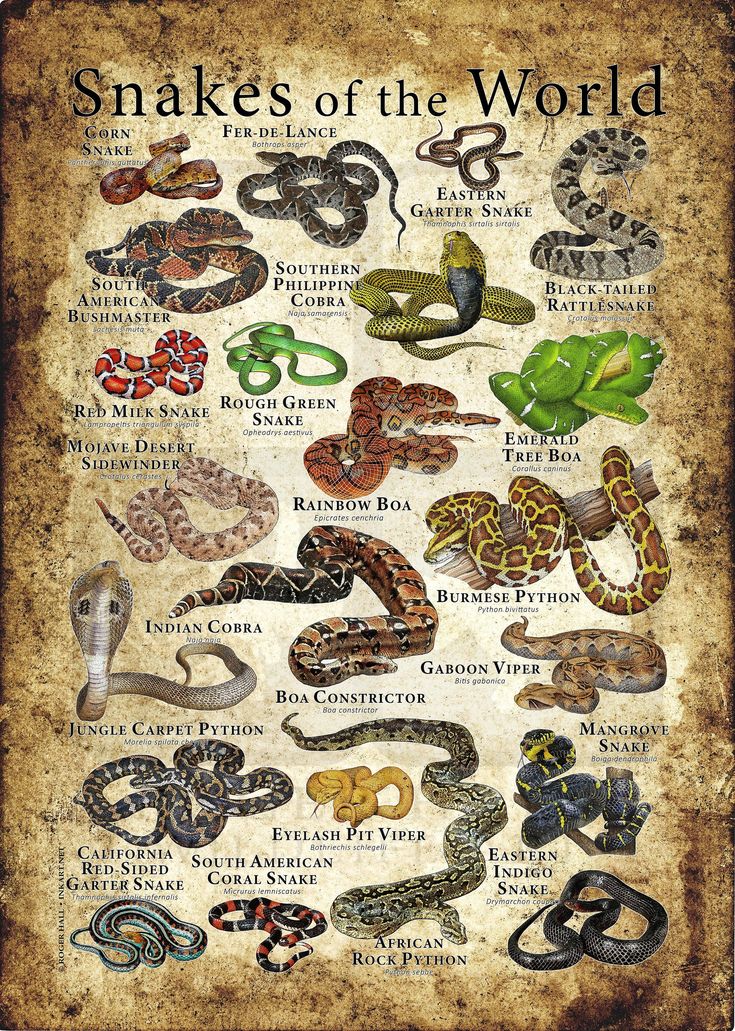 Snakes of the World
Corn
Snake
Pantherophis guttatus
Fer-de-Lance
Bothrops asper
Eastern
Garter Snake
Thamnophis sirtalis sirtalis
South
American
Bushmaster
Lachesis muta
Southern
Philippine
Cobra
Naja samarensis
Black-tailed
Rattlesnake
Crotalus molossus
Red Milk Snake
Lampropeltis triangulum syspila
Rough Green
Snake
Opheodrys aestivus
Emerald
Tree Boa
Corallus caninus
Mojave Desert
Sidewinder
Crotalus cerastes
Rainbow Boa
Epicrates cenchria
Burmese Python
Python bivittatus
Indian Cobra
Naja naja
Gaboon Viper
Bitis gabonica
Boa Constrictor
Boa constrictor
Jungle Carpet Python
Morelia spilota
Mangrove
Snake
Boiga dendrophila
Eyelash Pit Viper
Bothriechis schlegelii
California
Red-Sided
Garter Snake
Thamnophis sirtalis infernalis
South American
Coral Snake
Micrurus lemniscatus
Eastern
Indigo
Snake
Drymarchon couperi
African
Rock Python
Python sebae
Roger Hall - inkart.net